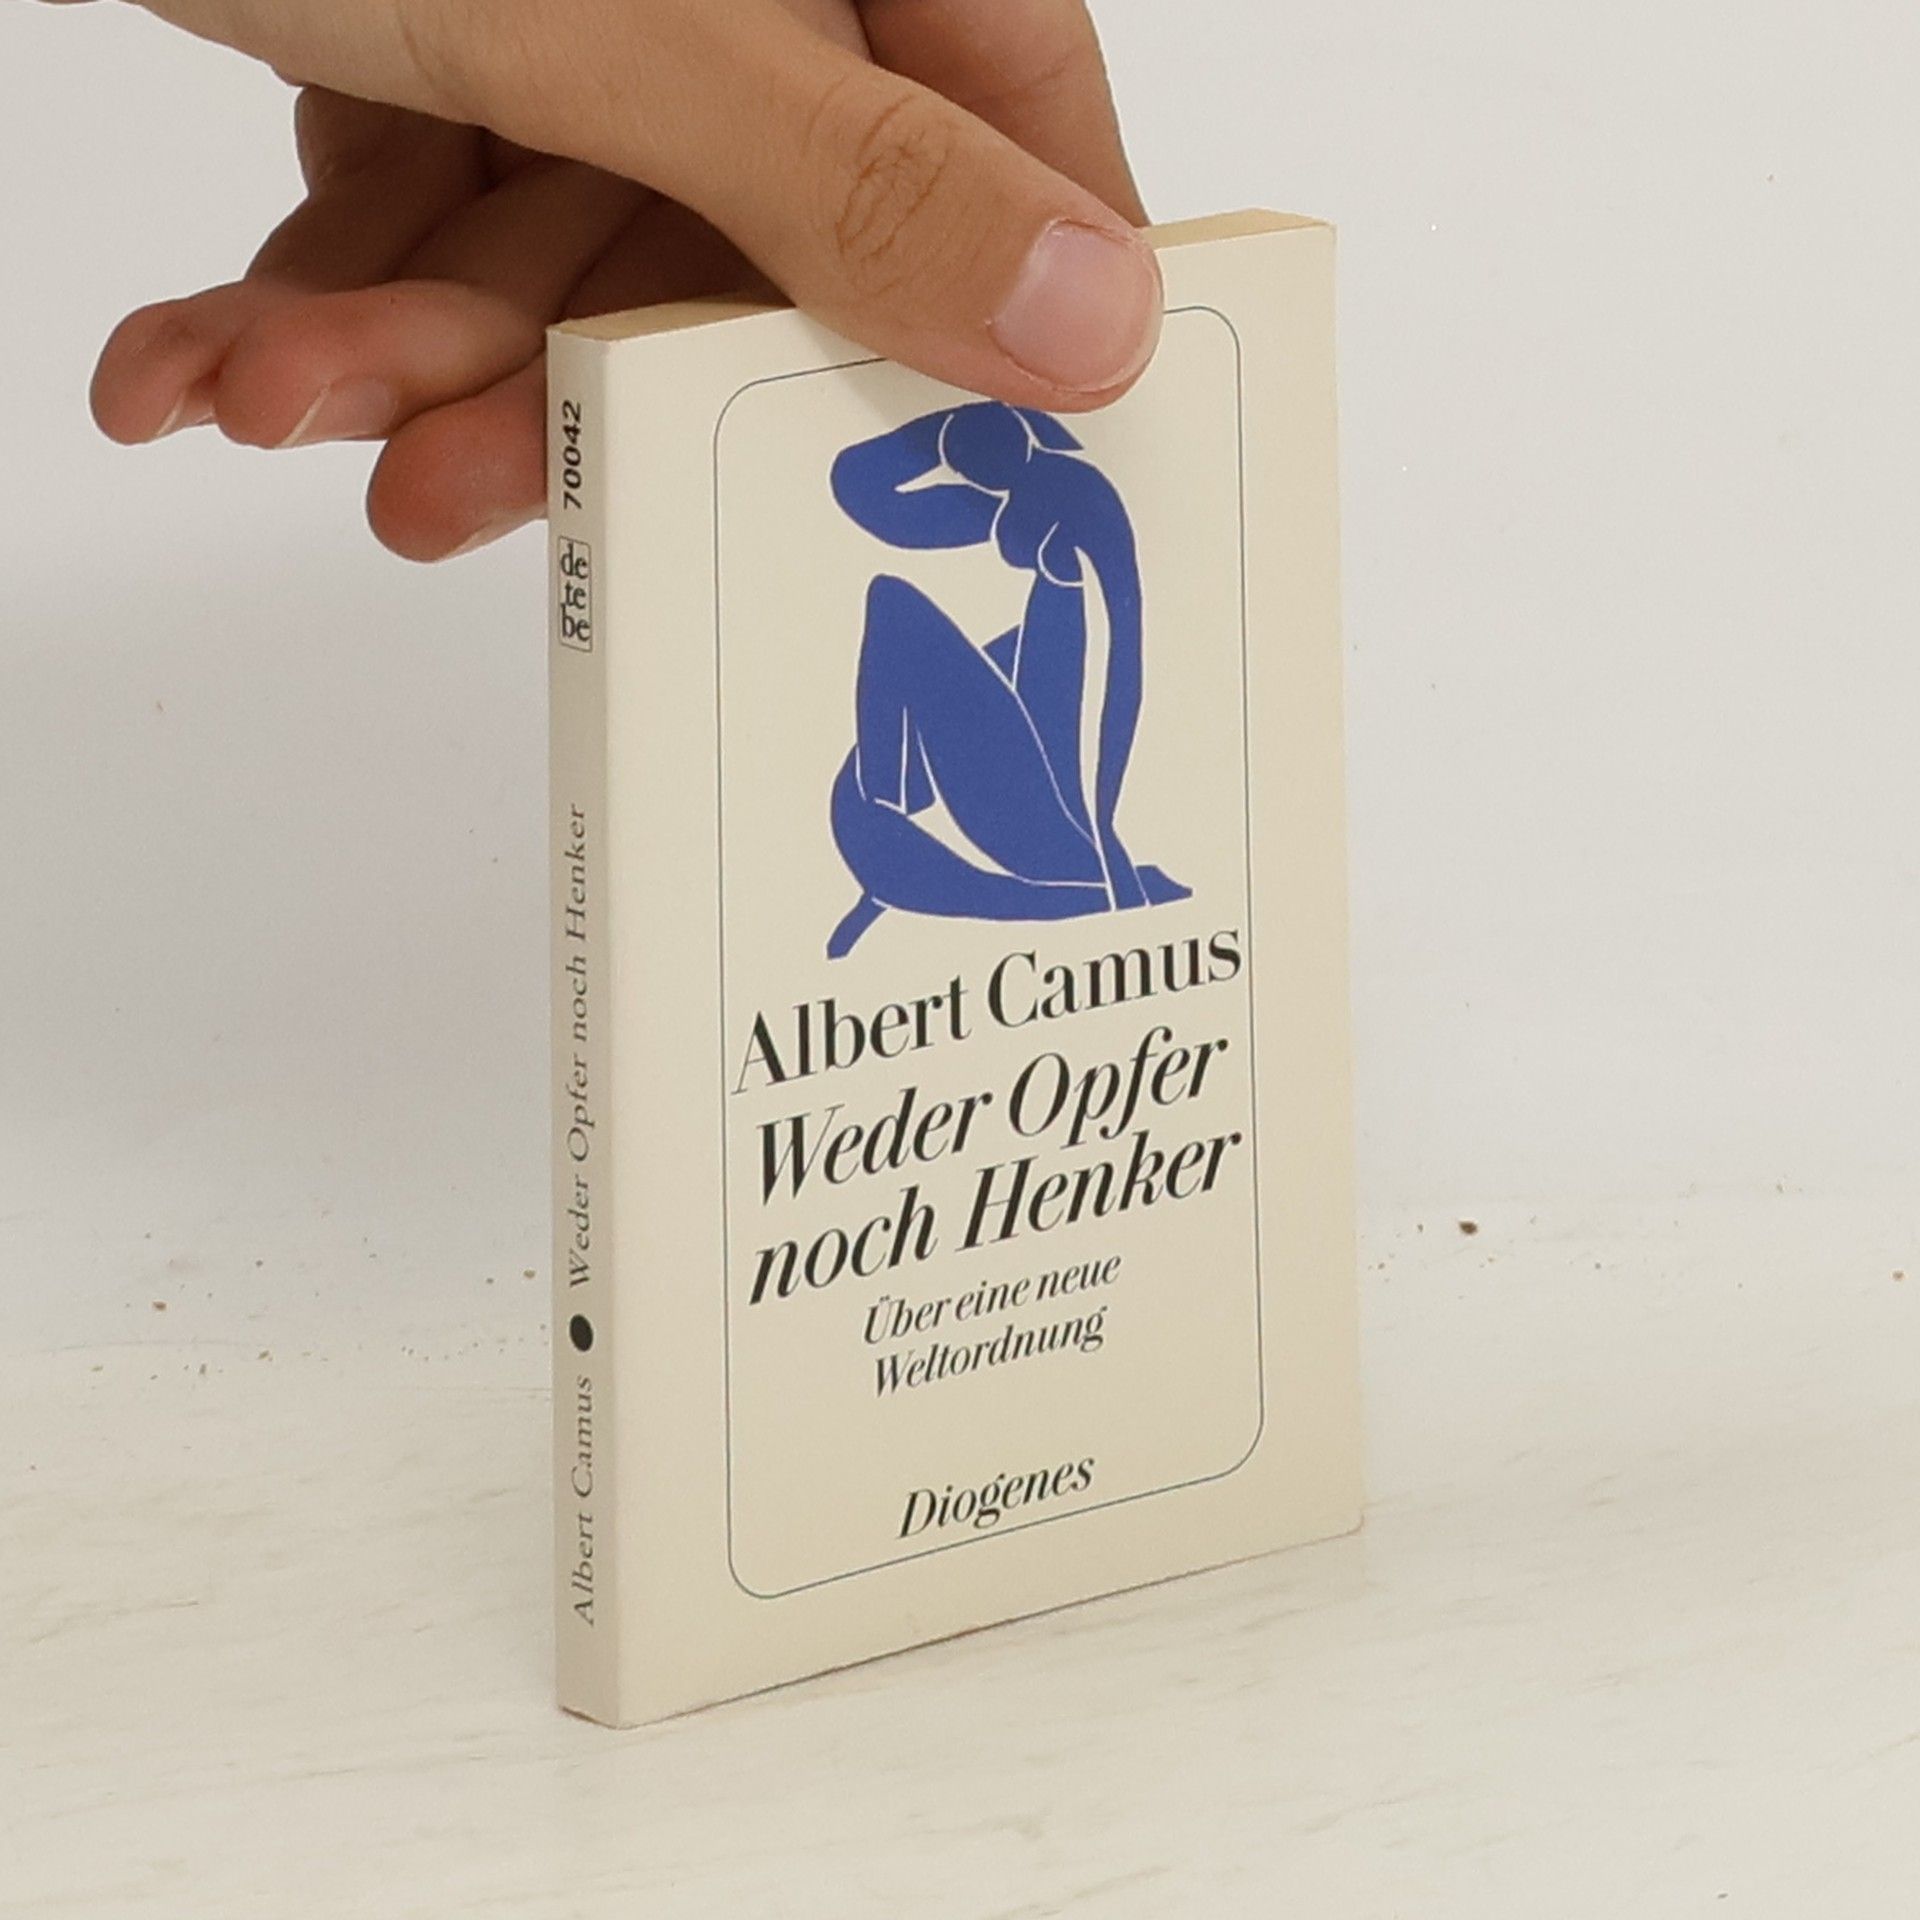 Albert Camus
Weder Opfer
noch Henker
Über eine neue
Weltordnung
Diogenes
Albert Camus ● Weder Opfer noch Henker
de
te
be
70042